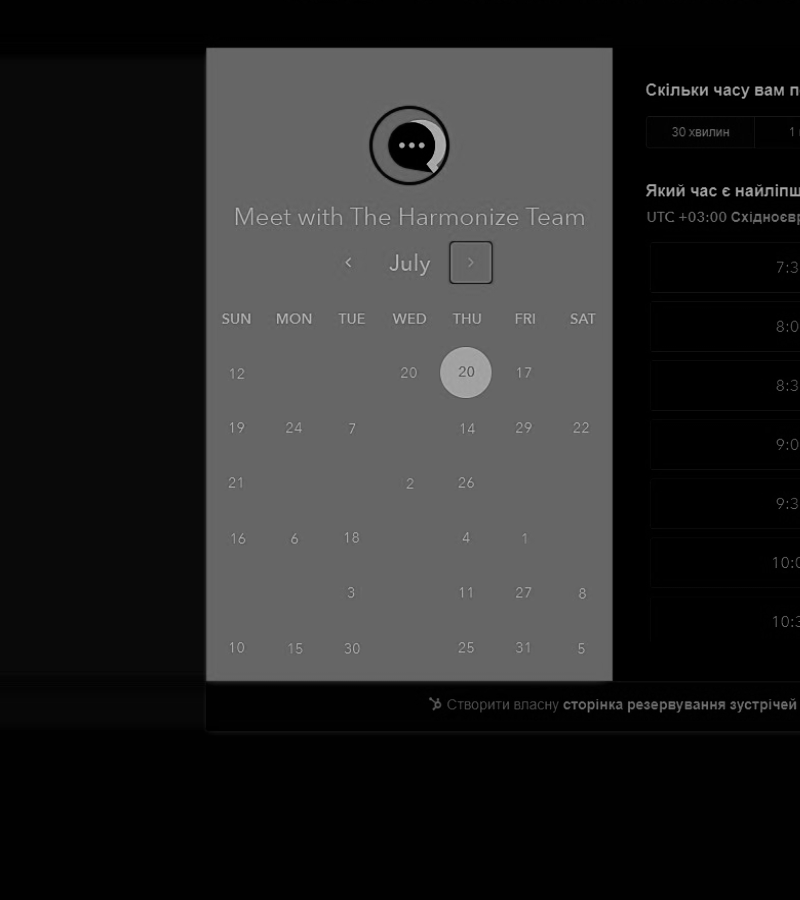 Meet with The Harmonize Team
July
SUN MON TUE WED THU FRI SAT
12 20 20 17
19 24 7 14 29 22
21 2 26
16 6 18 4 1
3 11 27 8
10 15 30 25 31 5
Скільки часу вам
30 хвилин 1
Який час є
UTC +03:00
7:3
8:0
8:3
9:0
9:3
10:0
10:3
Створити власну сторінка резервування зустрічей